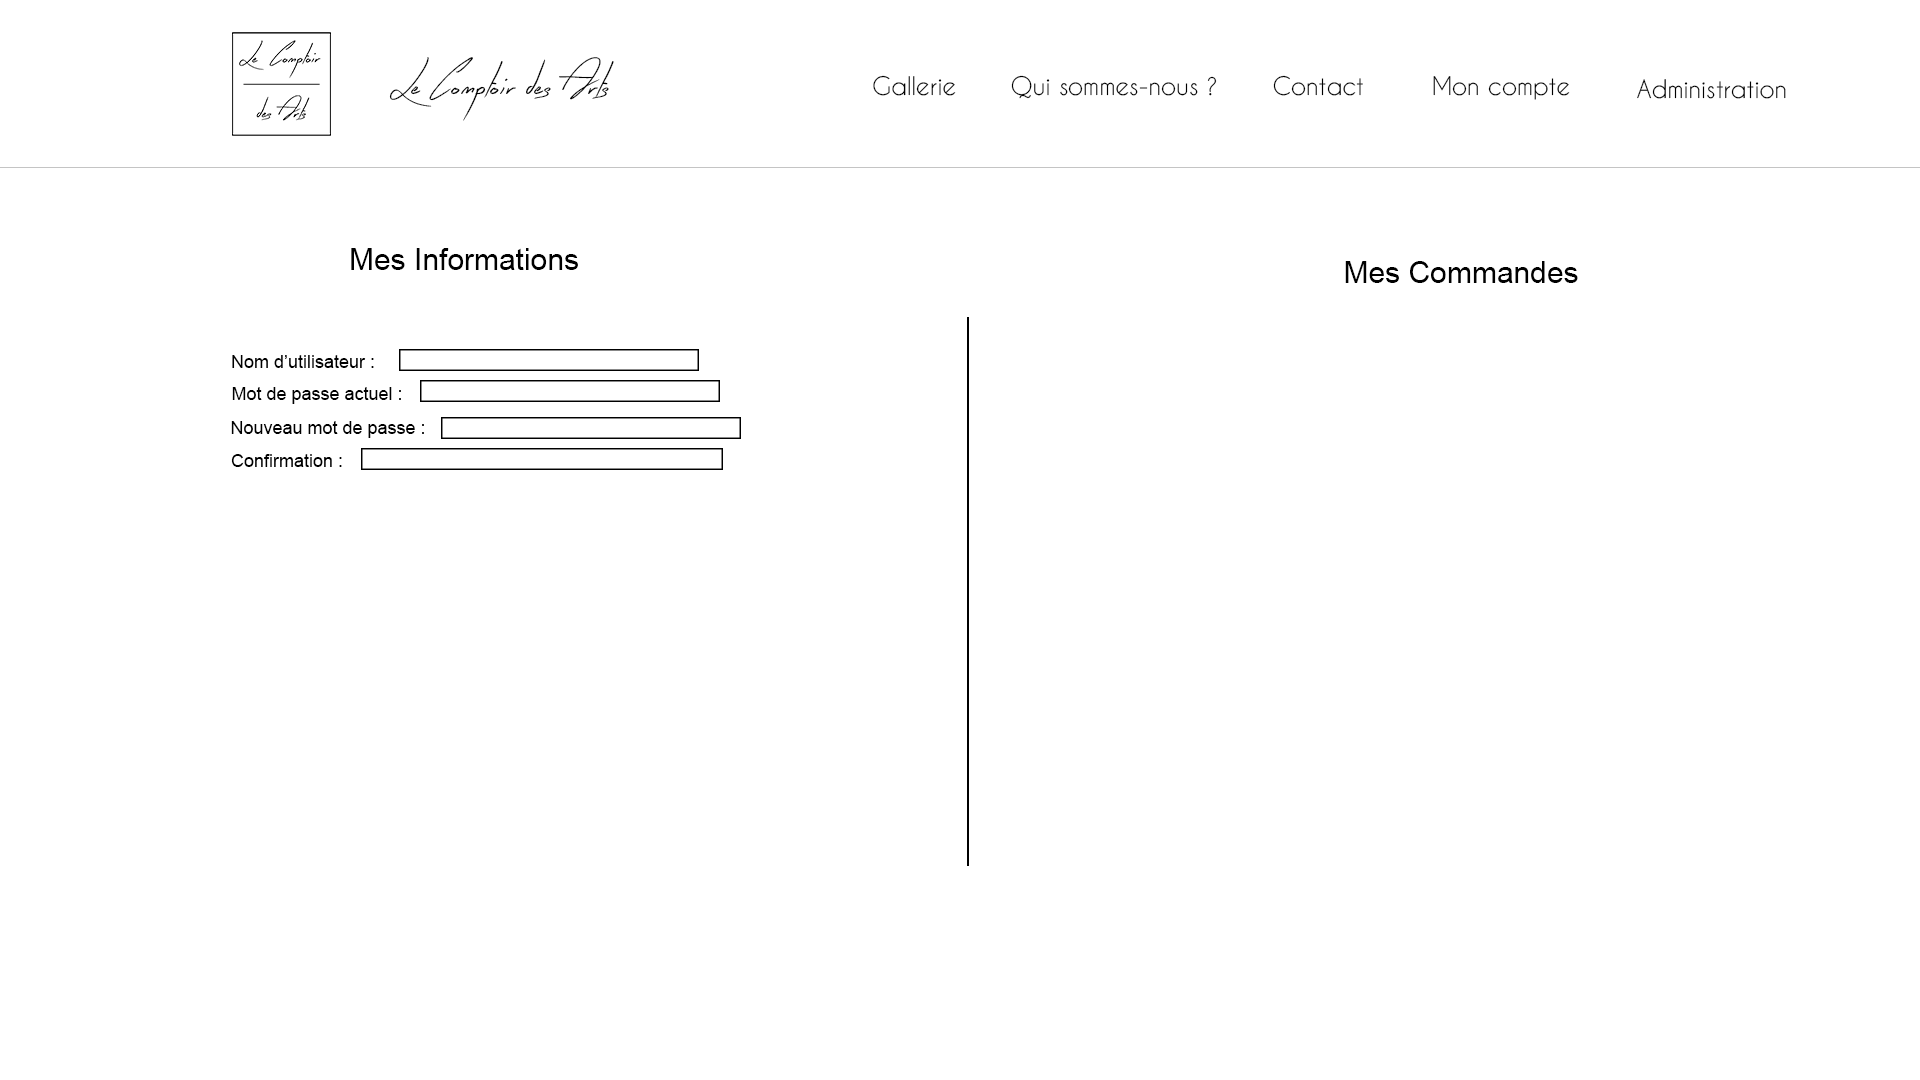 Le Comptoir
des Arts
Le Comptoir des Arts
Gallerie
Qui sommes-nous ?
Contact
Mon compte
Administration
Mes Informations
Mes Commandes
Nom d’utilisateur :
Mot de passe actuel :
Nouveau mot de passe :
Confirmation :